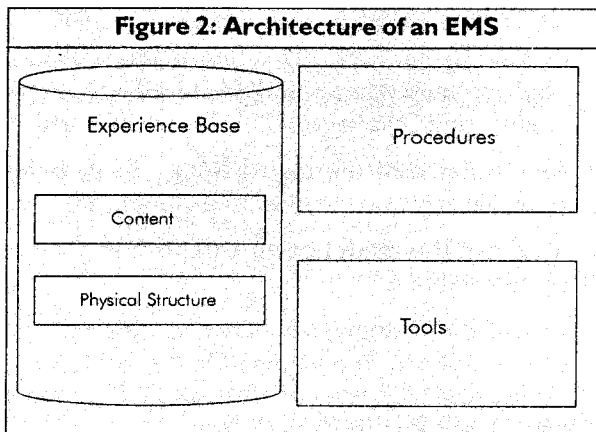 Figure 2: Architecture of an EMS
Experience Base
Content
Physical Structure
Procedures
Tools